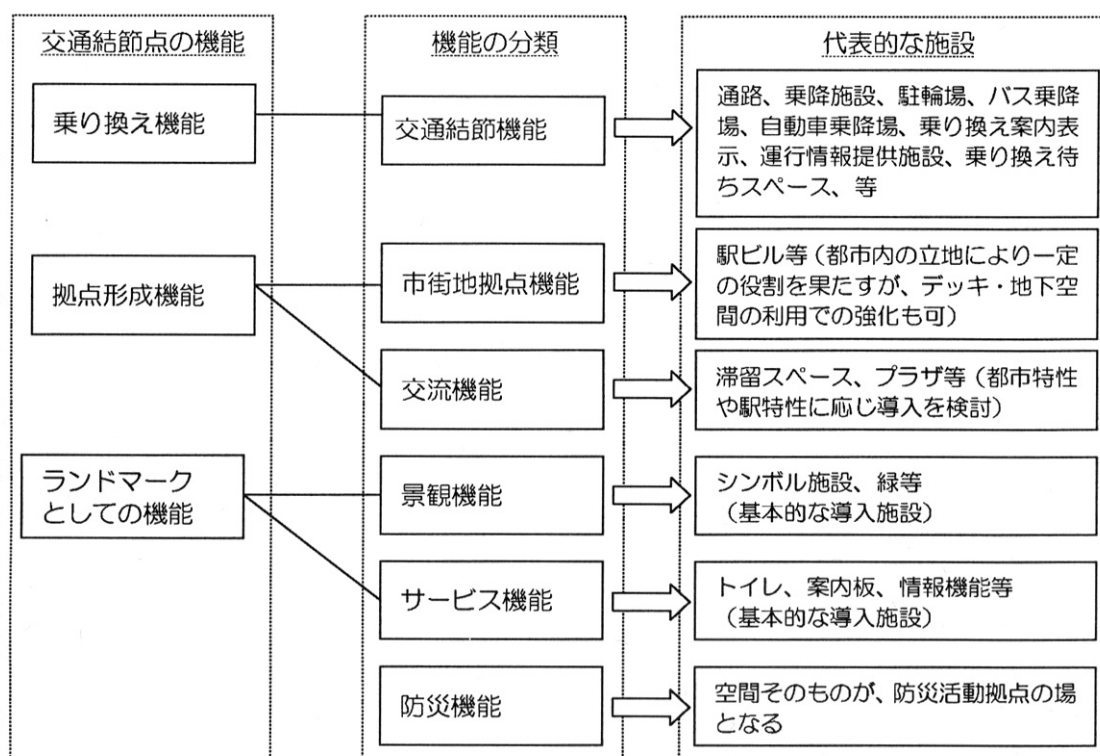 交通結節点の機能
機能の分類
代表的な施設
乗り換え機能
交通結節機能
通路、乗降施設、駐輪場、バス乗降
場、自動車乗降場、乗り換え案内表
示、運行情報提供施設、乗り換え待
ちスペース、等
拠点形成機能
市街地拠点機能
駅ビル等（都市内の立地により一定
の役割を果たすが、デッキ・地下空
間の利用での強化も可）
交流機能
滞留スペース、プラザ等（都市特性
や駅特性に応じ導入を検討）
ランドマーク
としての機能
景観機能
シンボル施設、緑等
（基本的な導入施設）
サービス機能
トイレ、案内板、情報機能等
（基本的な導入施設）
防災機能
空間そのものが、防災活動拠点の場
となる